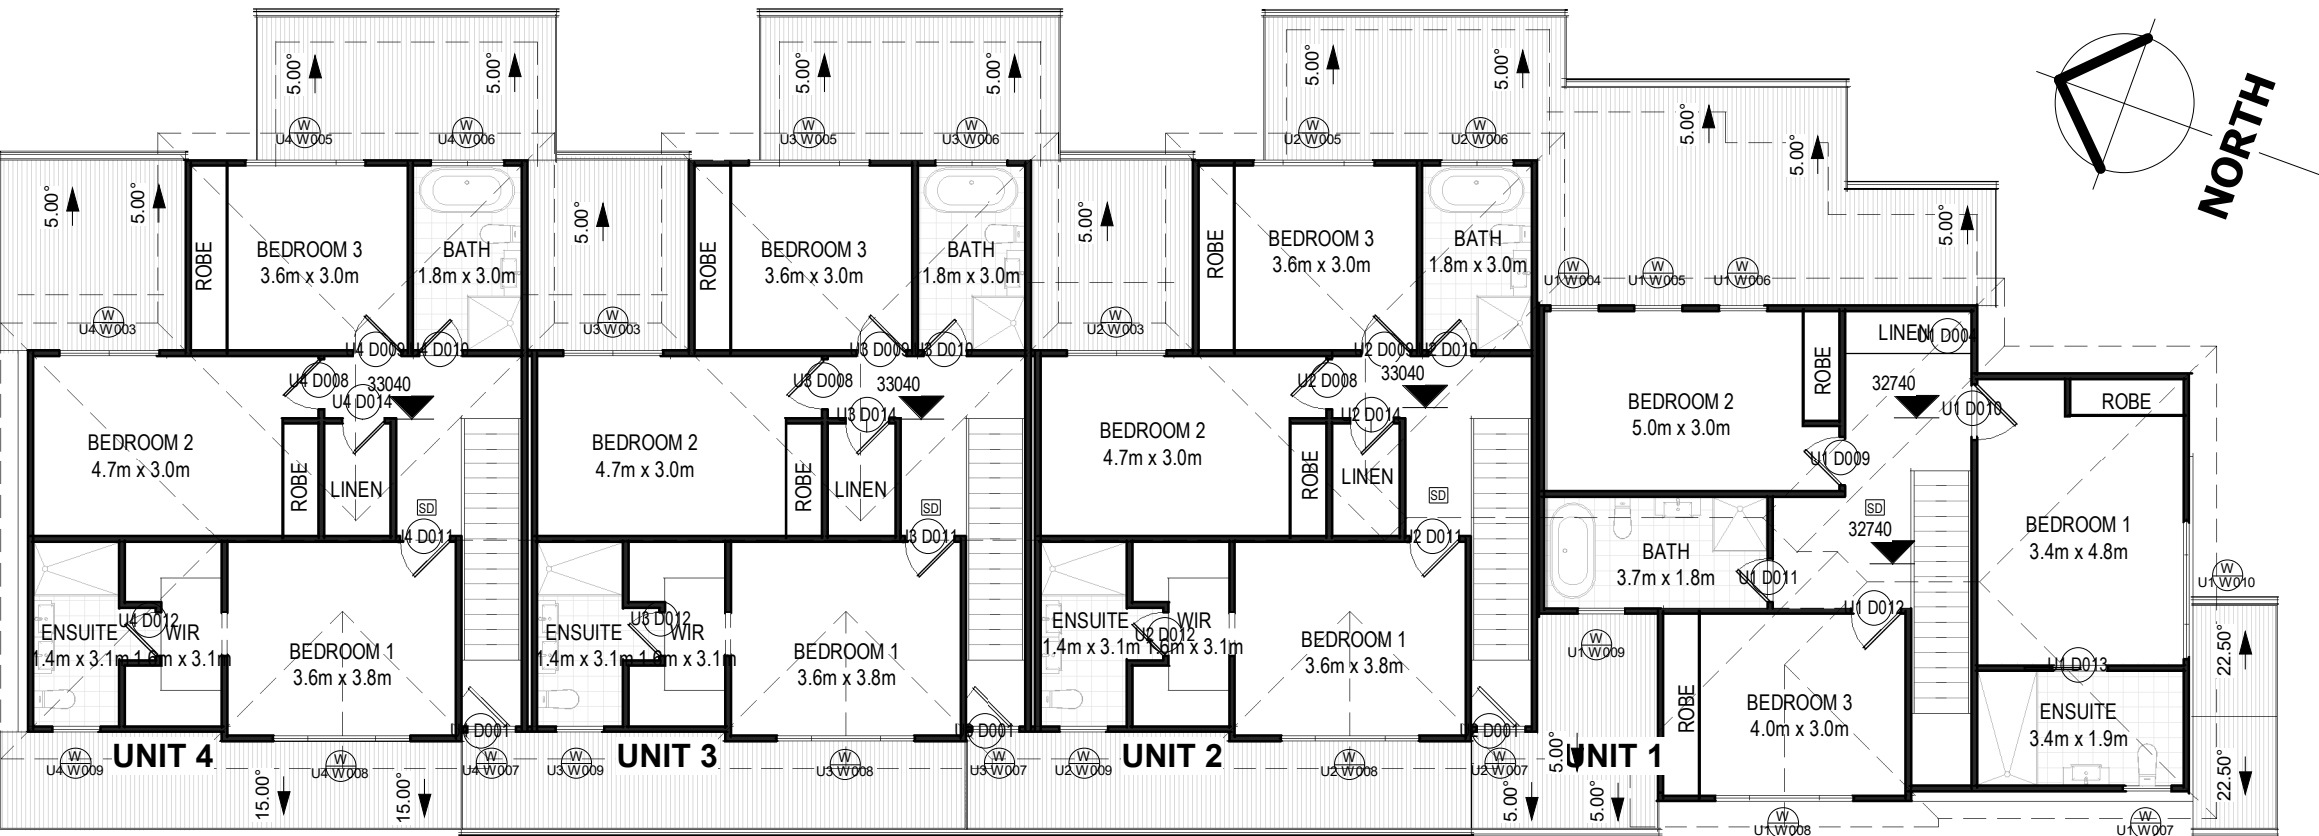 5.00°
5.00°
5.00°
5.00°
5.00°
5.00°
5.00°
5.00°
NORTH
W
U4 W005
W
U4 W006
W
U3 W005
W
U3 W006
W
U2 W005
W
U2 W006
5.00°
5.00°
5.00°
5.00°
5.00°
ROBE
BEDROOM 3
3.6m x 3.0m
BATH
1.8m x 3.0m
ROBE
BEDROOM 3
3.6m x 3.0m
BATH
1.8m x 3.0m
ROBE
BEDROOM 3
3.6m x 3.0m
BATH
1.8m x 3.0m
W
U1 W004
W
U1 W005
W
U1 W006
W
U4 W003
W
U3 W003
W
U2 W003
U4 D009
U4 D010
U3 D009
U3 D010
U2 D009
U2 D010
LINEN
U1 D004
U4 D008
33040
U4 D014
U3 D008
33040
U3 D014
U2 D008
33040
U2 D014
ROBE
32740
U1 D010
ROBE
BEDROOM 2
4.7m x 3.0m
BEDROOM 2
4.7m x 3.0m
BEDROOM 2
4.7m x 3.0m
BEDROOM 2
5.0m x 3.0m
U1 D009
ROBE
LINEN
ROBE
LINEN
ROBE
LINEN
SD
SD
SD
SD
32740
U4 D011
U3 D011
U2 D011
BATH
3.7m x 1.8m
U1 D011
BEDROOM 1
3.4m x 4.8m
W
U1 W010
U4 D012
U3 D012
U2 D012
U1 D012
ENSUITE
1.4m x 3.1m
WIR
1.6m x 3.1m
BEDROOM 1
3.6m x 3.8m
ENSUITE
1.4m x 3.1m
WIR
1.6m x 3.1m
BEDROOM 1
3.6m x 3.8m
ENSUITE
1.4m x 3.1m
WIR
1.6m x 3.1m
BEDROOM 1
3.6m x 3.8m
W
U1 W009
U1 D013
22.50°
ROBE
BEDROOM 3
4.0m x 3.0m
ENSUITE
3.4m x 1.9m
D001
D001
D001
UNIT 4
UNIT 3
UNIT 2
UNIT 1
W
U4 W009
W
U4 W008
W
U4 W007
W
U3 W009
W
U3 W008
W
U3 W007
W
U2 W009
W
U2 W008
W
U2 W007
5.00°
22.50°
15.00°
15.00°
5.00°
5.00°
W
U1 W008
W
U1 W007